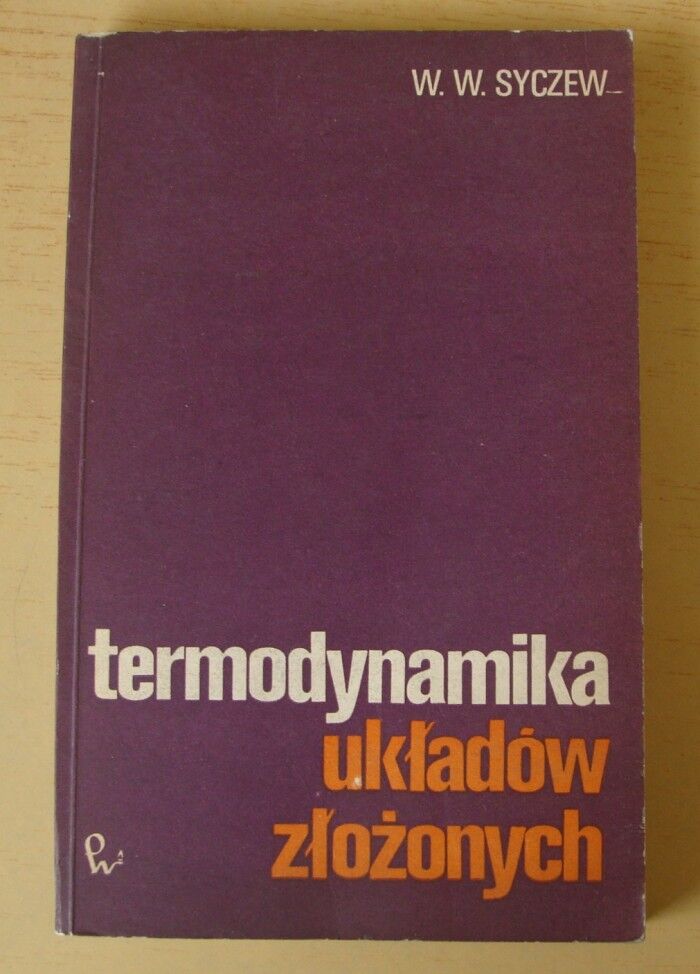 W. W. SYCZEW
termodynamika
układów
złożonych